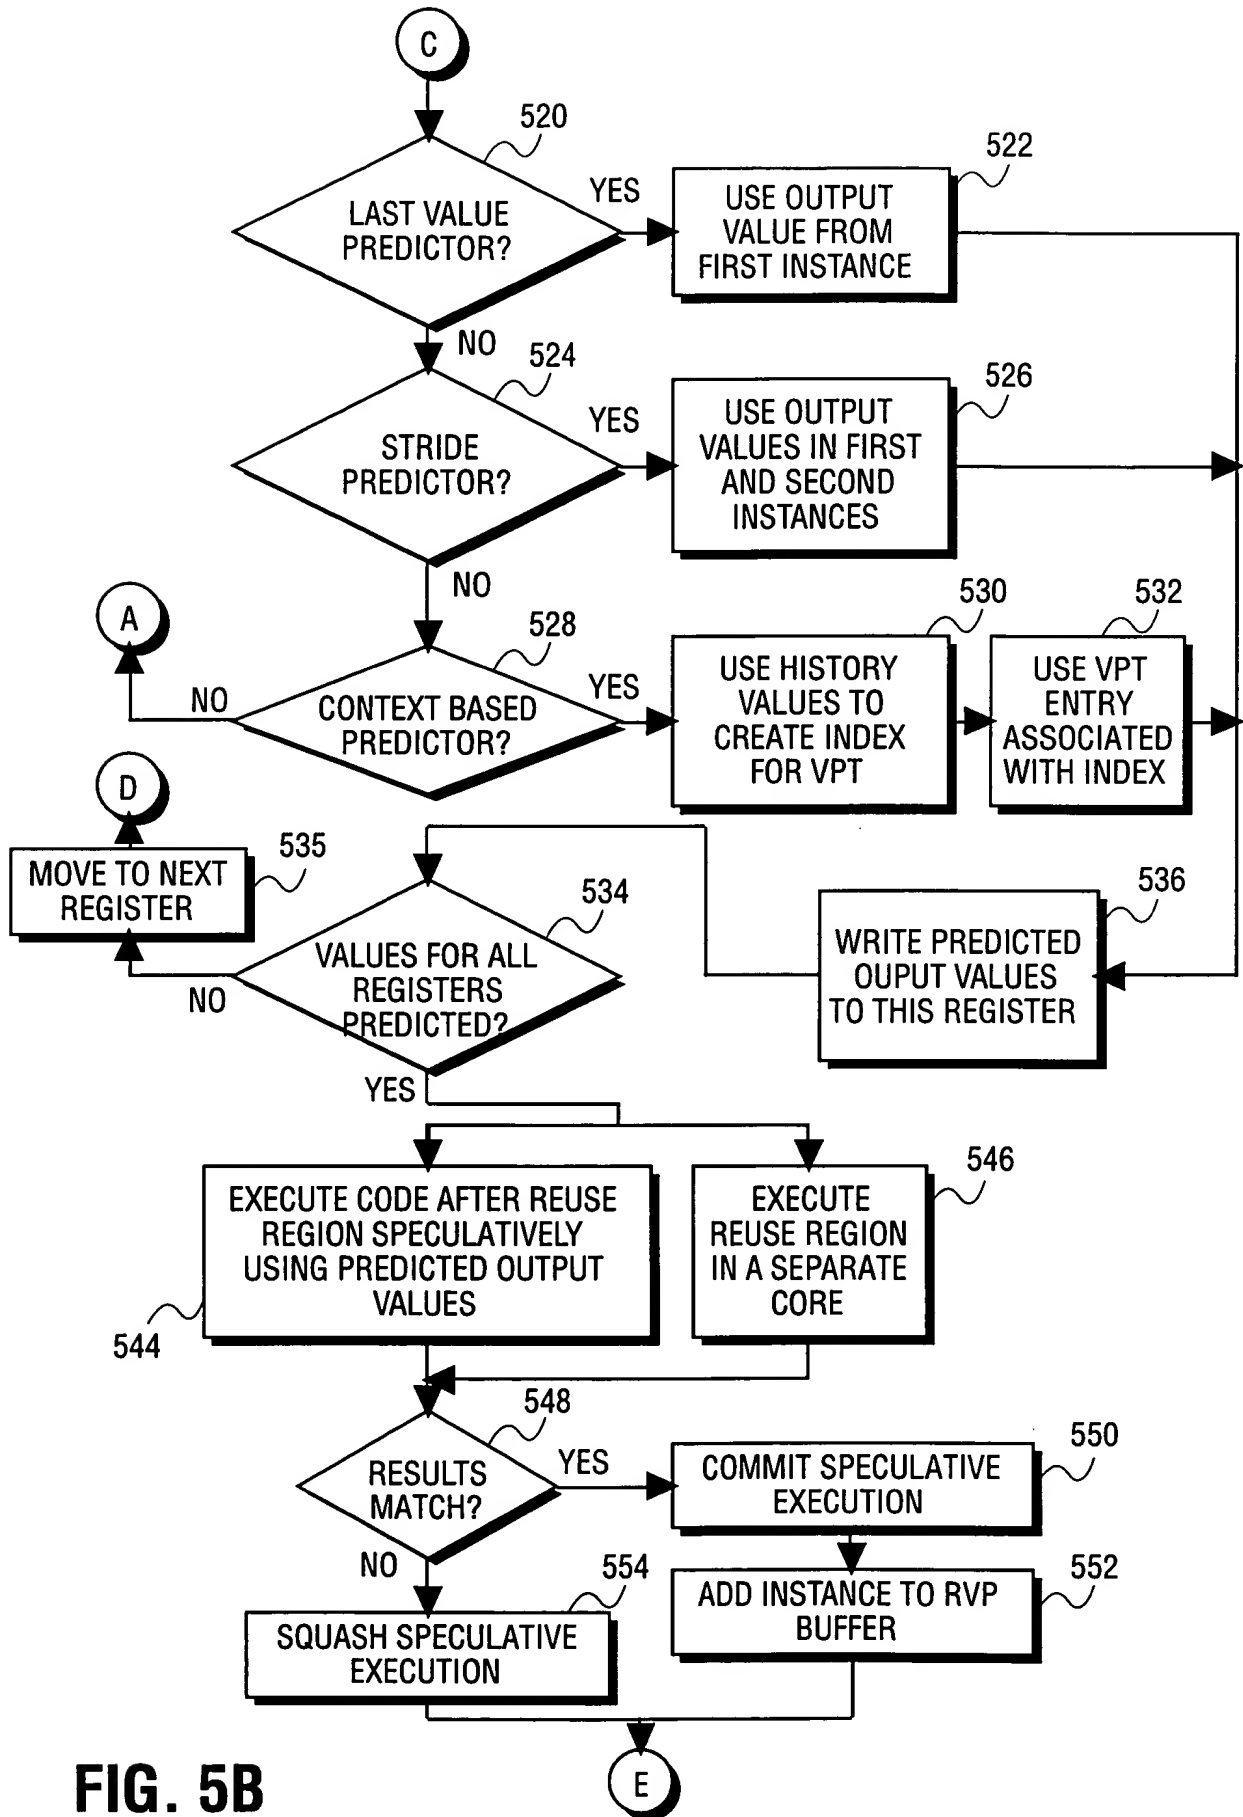 C
520
LAST VALUE
PREDICTOR?
YES
522
USE OUTPUT
VALUE FROM
FIRST INSTANCE
NO
524
STRIDE
PREDICTOR?
YES
526
USE OUTPUT
VALUES IN FIRST
AND SECOND
INSTANCES
NO
A
NO
528
CONTEXT BASED
PREDICTOR?
YES
530
USE HISTORY
VALUES TO
CREATE INDEX
FOR VPT
532
USE VPT
ENTRY
ASSOCIATED
WITH INDEX
D
535
MOVE TO NEXT
REGISTER
NO
534
VALUES FOR ALL
REGISTERS
PREDICTED?
536
WRITE PREDICTED
OUPUT VALUES
TO THIS REGISTER
YES
EXECUTE CODE AFTER REUSE
REGION SPECULATIVELY
USING PREDICTED OUTPUT
VALUES
544
546
EXECUTE
REUSE REGION
IN A SEPARATE
CORE
548
RESULTS
MATCH?
YES
550
COMMIT SPECULATIVE
EXECUTION
NO
554
SQUASH SPECULATIVE
EXECUTION
552
ADD INSTANCE TO RVP
BUFFER
E
FIG. 5B